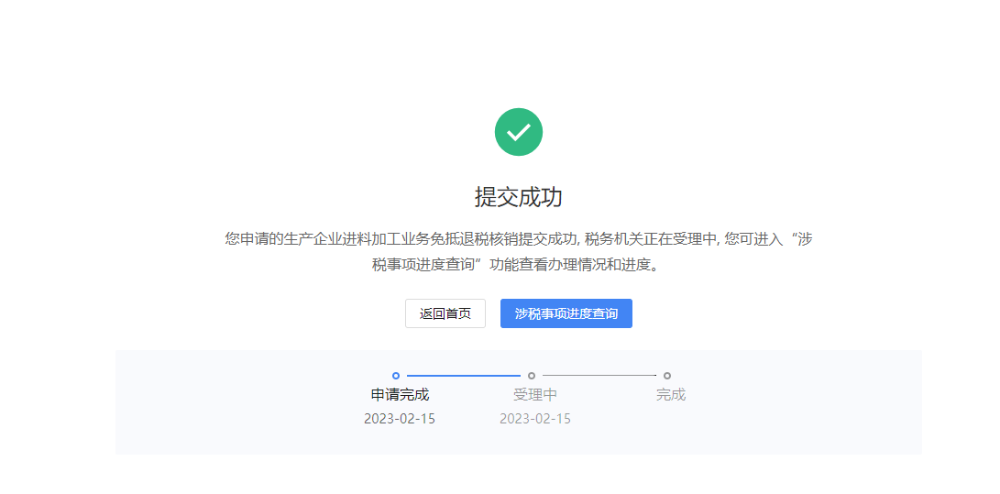 提交成功
您申请的生产企业进料加工业务免抵退税核销提交成功, 税务机关正在受理中, 您可进入“涉
税事项进度查询”功能查看办理情况和进度。
返回首页 涉税事项进度查询
申请完成 受理中 完成
2023-02-15 2023-02-15